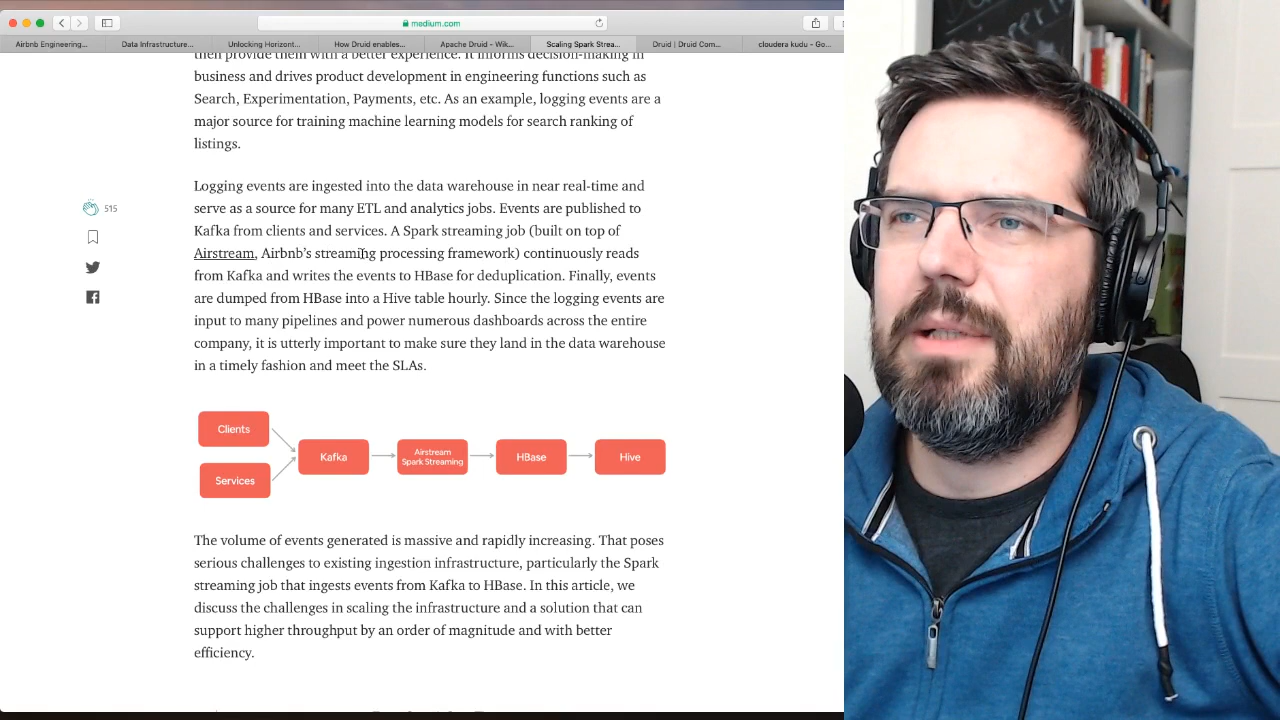 medium.com
Airbnb Engineering... Data Infrastructure... Unlocking Horizont... How Druid enables... Apache Druid - Wik... Scaling Spark Strea... Druid | Druid Com... cloudera kudu - Go...
then provide them with a better experience. It informs decision-making in
business and drives product development in engineering functions such as
Search, Experimentation, Payments, etc. As an example, logging events are a
major source for training machine learning models for search ranking of
listings.
Logging events are ingested into the data warehouse in near real-time and
serve as a source for many ETL and analytics jobs. Events are published to
Kafka from clients and services. A Spark streaming job (built on top of
Airstream, Airbnb’s streaming processing framework) continuously reads
from Kafka and writes the events to HBase for deduplication. Finally, events
are dumped from HBase into a Hive table hourly. Since the logging events are
input to many pipelines and power numerous dashboards across the entire
company, it is utterly important to make sure they land in the data warehouse
in a timely fashion and meet the SLAs.
515
Clients
Services
Kafka
Airstream
Spark Streaming
HBase
Hive
The volume of events generated is massive and rapidly increasing. That poses
serious challenges to existing ingestion infrastructure, particularly the Spark
streaming job that ingests events from Kafka to HBase. In this article, we
discuss the challenges in scaling the infrastructure and a solution that can
support higher throughput by an order of magnitude and with better
efficiency.